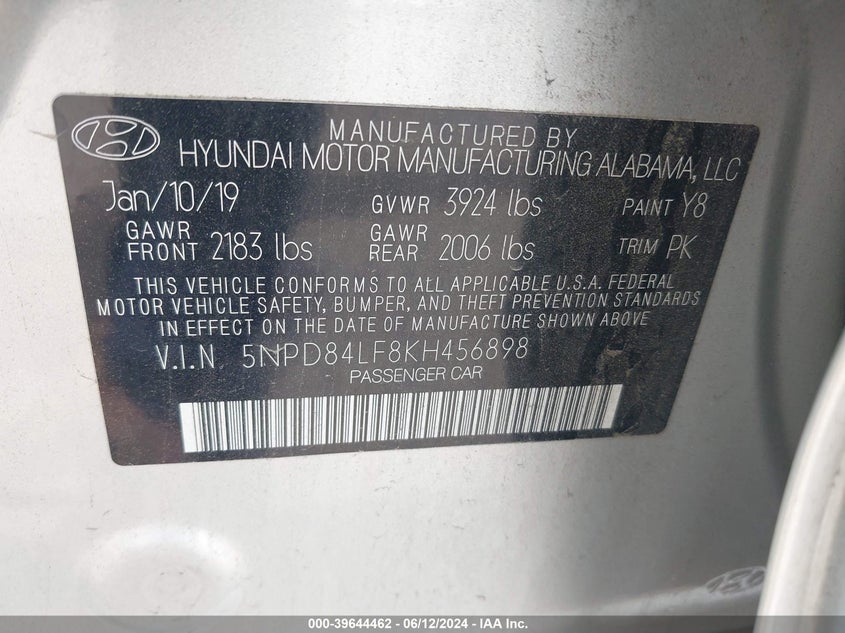 MANUFACTURED BY
HYUNDAI MOTOR MANUFACTURING ALABAMA, LLC
Jan/10/19 GVWR 3924 lbs PAINT Y8
GAWR FRONT 2183 lbs GAWR REAR 2006 lbs TRIM PK
THIS VEHICLE CONFORMS TO ALL APPLICABLE U.S.A. FEDERAL
MOTOR VEHICLE SAFETY, BUMPER, AND THEFT PREVENTION STANDARDS
IN EFFECT ON THE DATE OF MANUFACTURE SHOWN ABOVE
V.I.N 5NPD84LF8KH456898
PASSENGER CAR
000-39644462 - 06/12/2024 - IAA Inc.